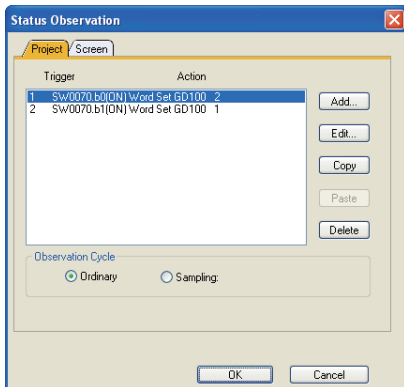 Status Observation
Project Screen
Trigger Action
1 SW0070.b0(ON) Word Set GD100 2
2 SW0070.b1(ON) Word Set GD100 1
Add...
Edit...
Copy
Paste
Delete
Observation Cycle
Ordinary Sampling:
OK Cancel